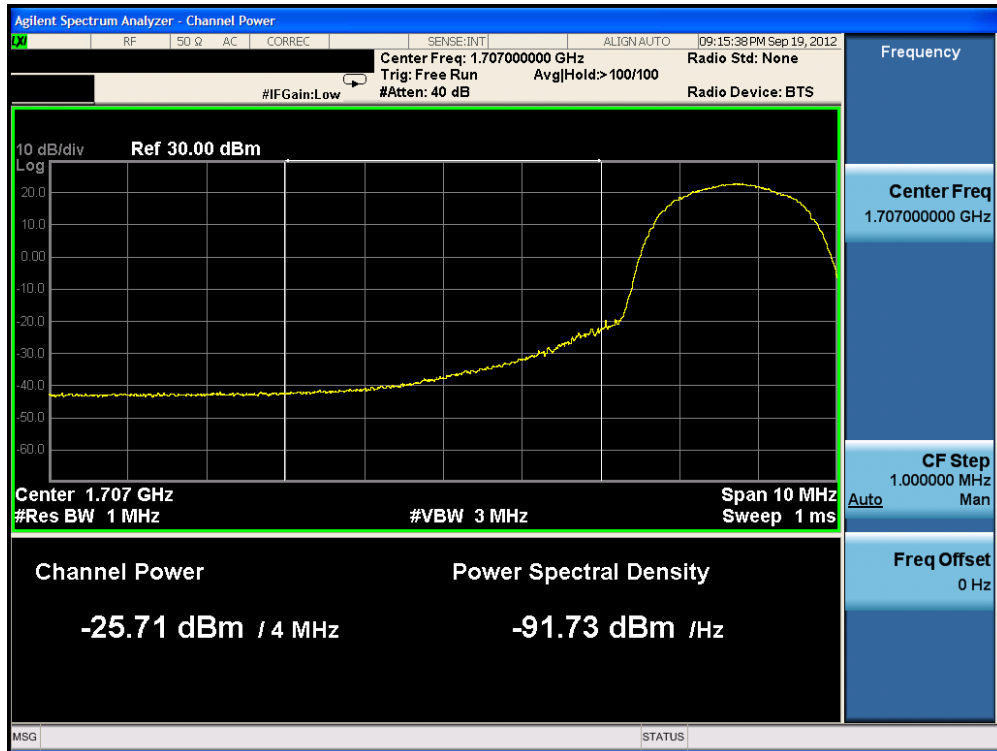 Agilent Spectrum Analyzer - Channel Power
LXI RF 50 Ω AC CORREC SENSE:INT ALIGN AUTO 09:15:38 PM Sep 19, 2012
Center Freq: 1.707000000 GHz Radio Std: None
Trig: Free Run Avg|Hold:>100/100
#IFGain:Low #Atten: 40 dB Radio Device: BTS
10 dB/div Ref 30.00 dBm
Log
20.0
10.0
0.00
-10.0
-20.0
-30.0
-40.0
-50.0
-60.0
Center 1.707 GHz Span 10 MHz
#Res BW 1 MHz #VBW 3 MHz Sweep 1 ms
Channel Power Power Spectral Density
-25.71 dBm / 4 MHz -91.73 dBm /Hz
Frequency
Center Freq
1.707000000 GHz
CF Step
1.000000 MHz
Auto Man
Freq Offset
0 Hz
MSG STATUS